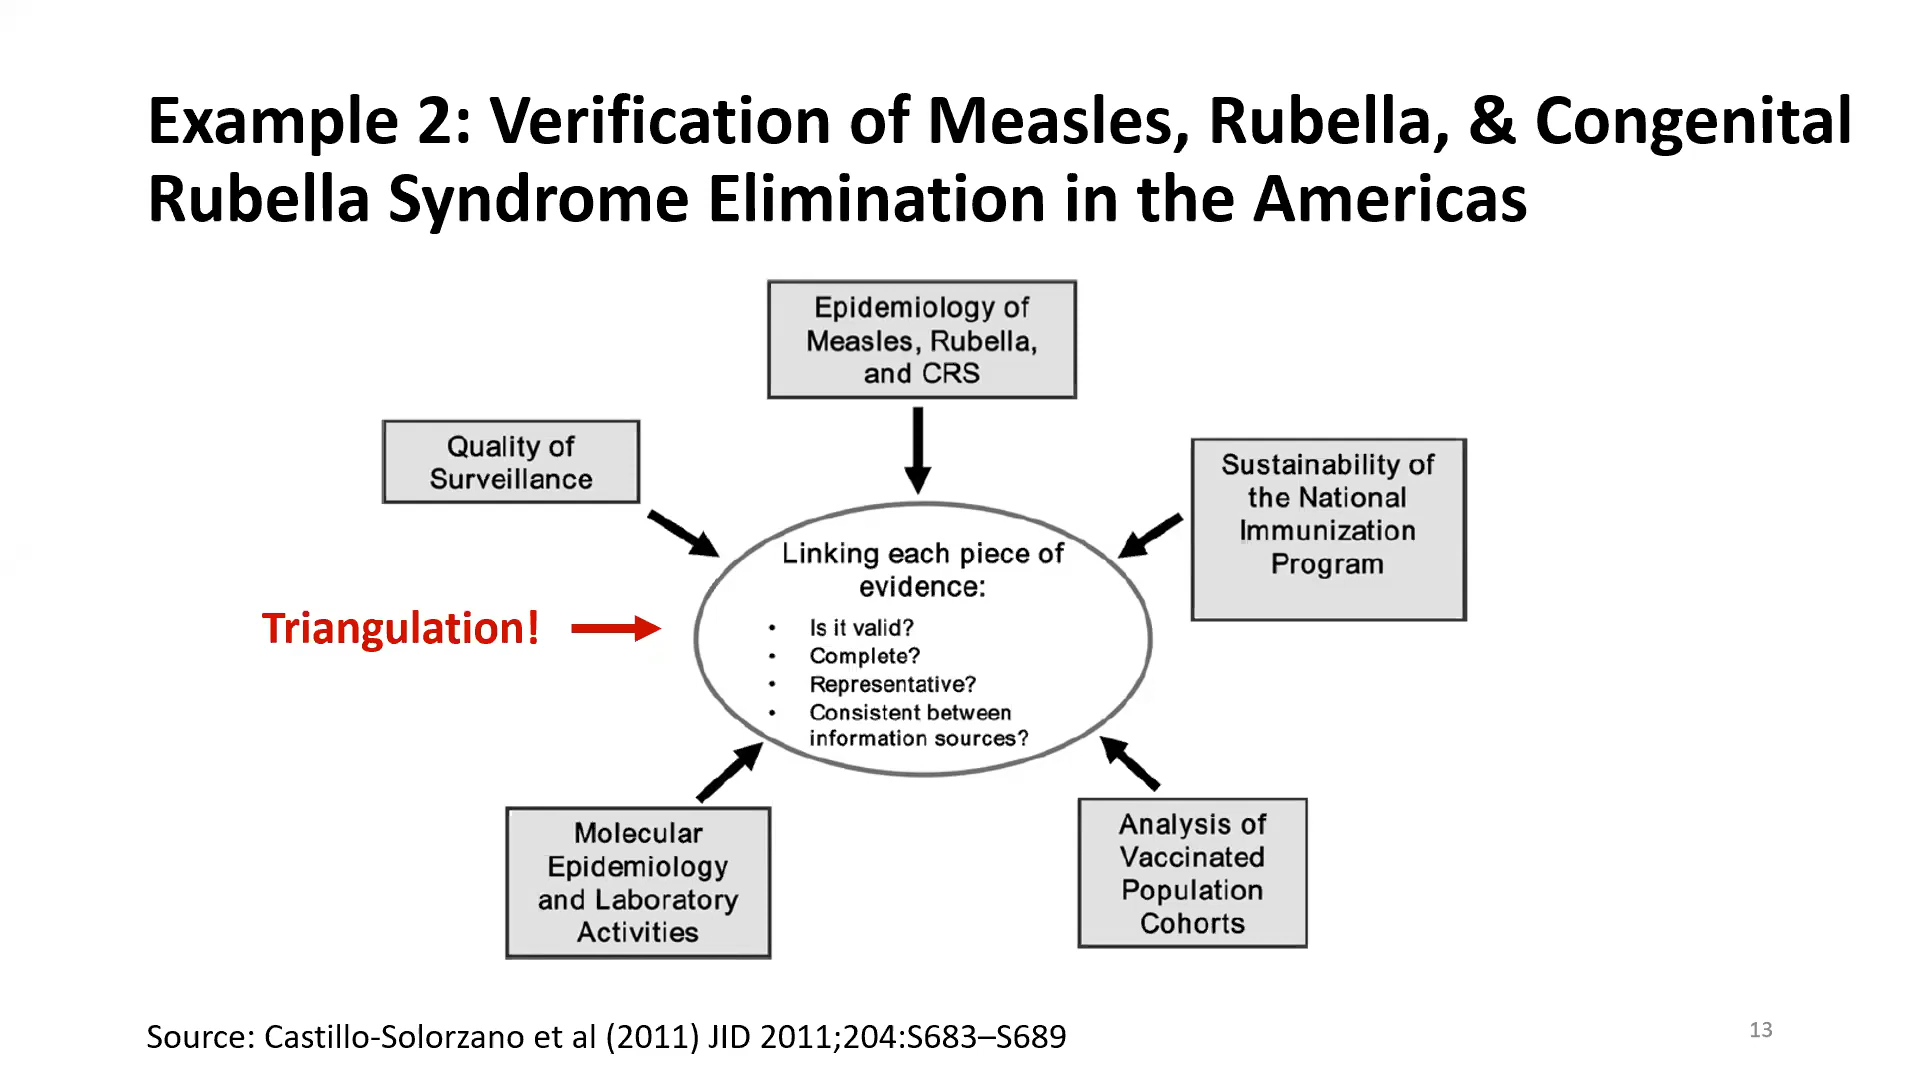 Example 2: Verification of Measles, Rubella, & Congenital
Rubella Syndrome Elimination in the Americas
Epidemiology of
Measles, Rubella,
and CRS
Quality of
Surveillance
Sustainability of
the National
Immunization
Program
Linking each piece of
evidence:
• Is it valid?
• Complete?
• Representative?
• Consistent between
information sources?
Triangulation!
Molecular
Epidemiology
and Laboratory
Activities
Analysis of
Vaccinated
Population
Cohorts
Source: Castillo-Solorzano et al (2011) JID 2011;204:S683–S689
13